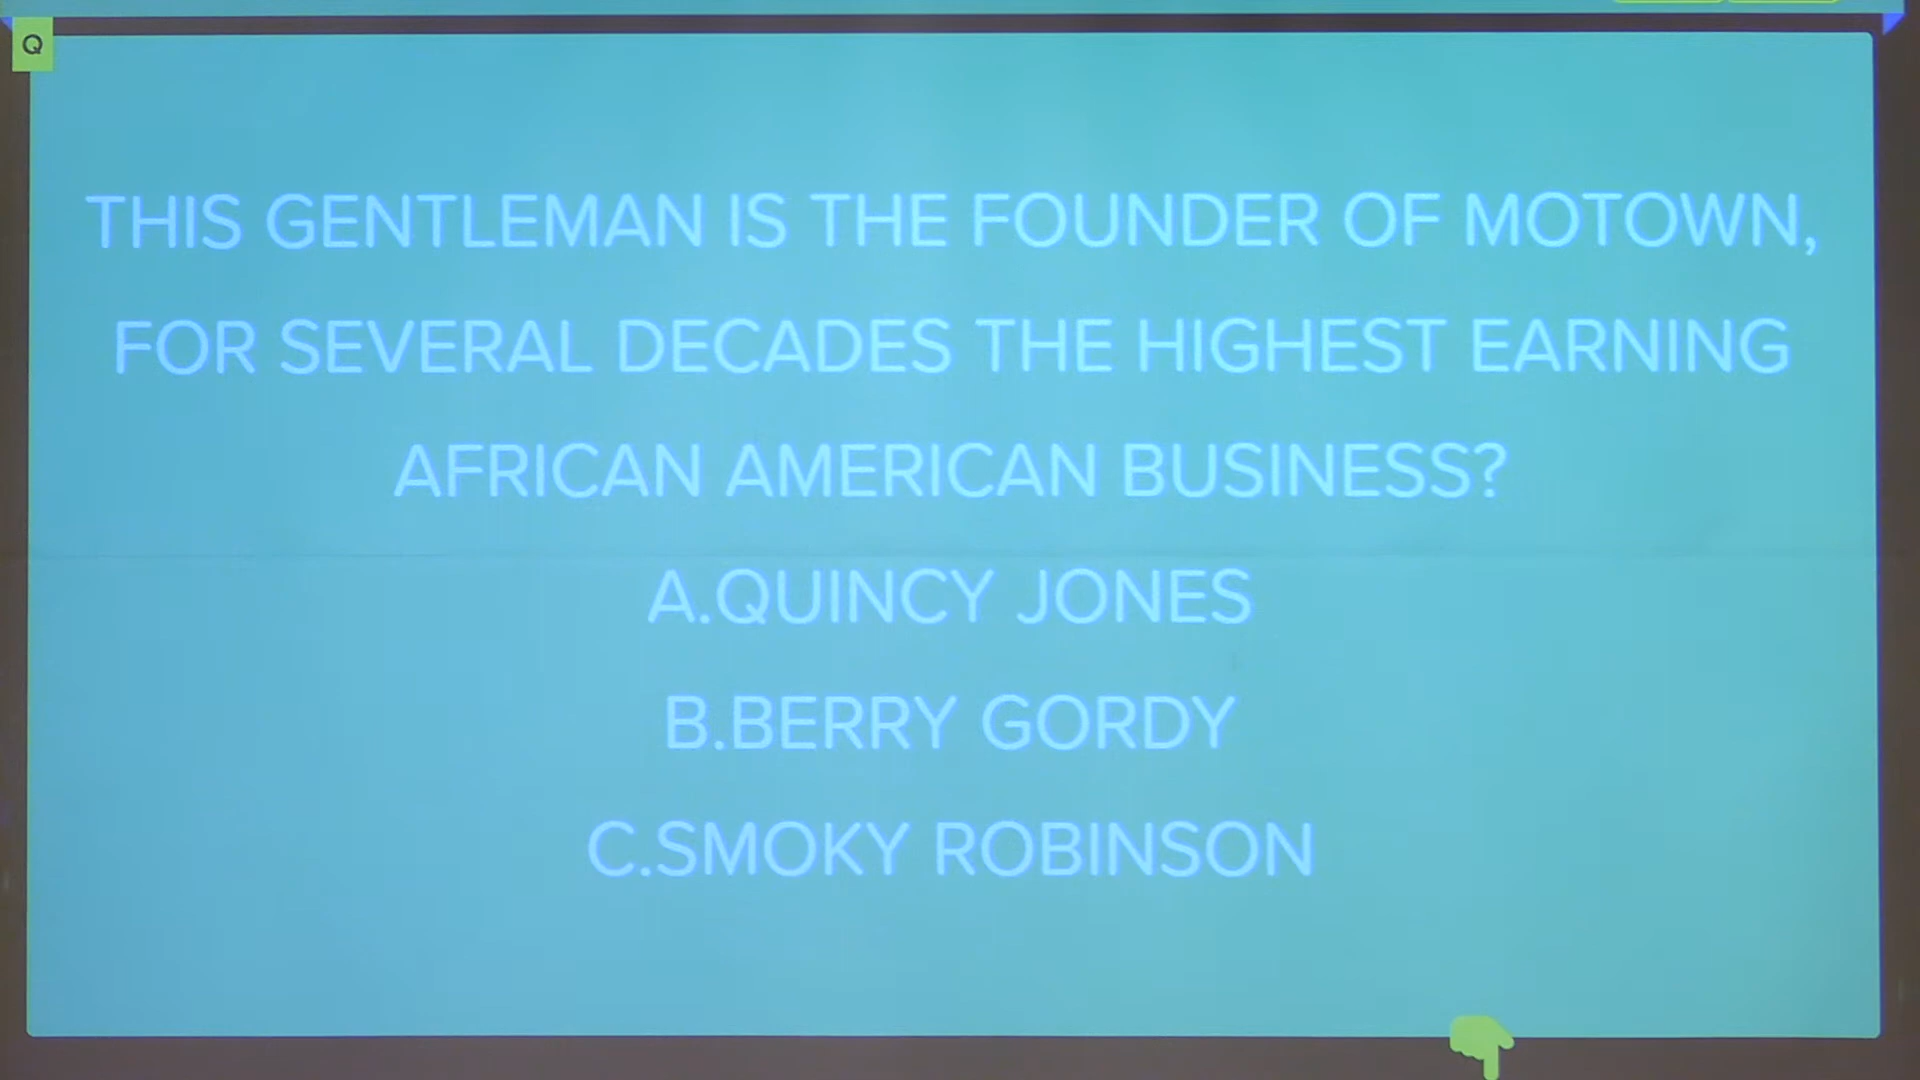 Q
THIS GENTLEMAN IS THE FOUNDER OF MOTOWN,
FOR SEVERAL DECADES THE HIGHEST EARNING
AFRICAN AMERICAN BUSINESS?
A.QUINCY JONES
B.BERRY GORDY
C.SMOKY ROBINSON